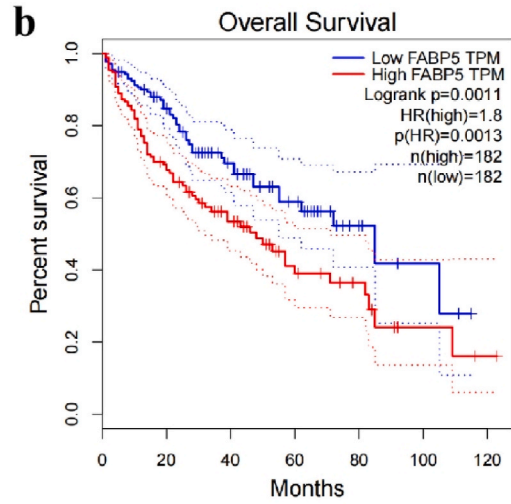 b
Overall Survival
Low FABP5 TPM
High FABP5 TPM
Logrank p=0.0011
HR(high)=1.8
p(HR)=0.0013
n(high)=182
n(low)=182
Percent survival
1.0
0.8
0.6
0.4
0.2
0.0
0 20 40 60 80 100 120
Months